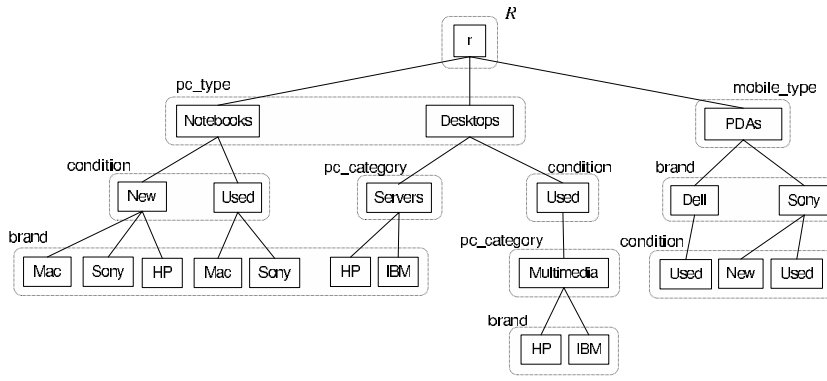 R
r
pc_type
mobile_type
Notebooks Desktops PDAs
condition pc_category condition brand
New Used Servers Used Dell Sony
brand pc_category condition
Mac Sony HP Mac Sony HP IBM Multimedia Used New Used
brand
HP IBM